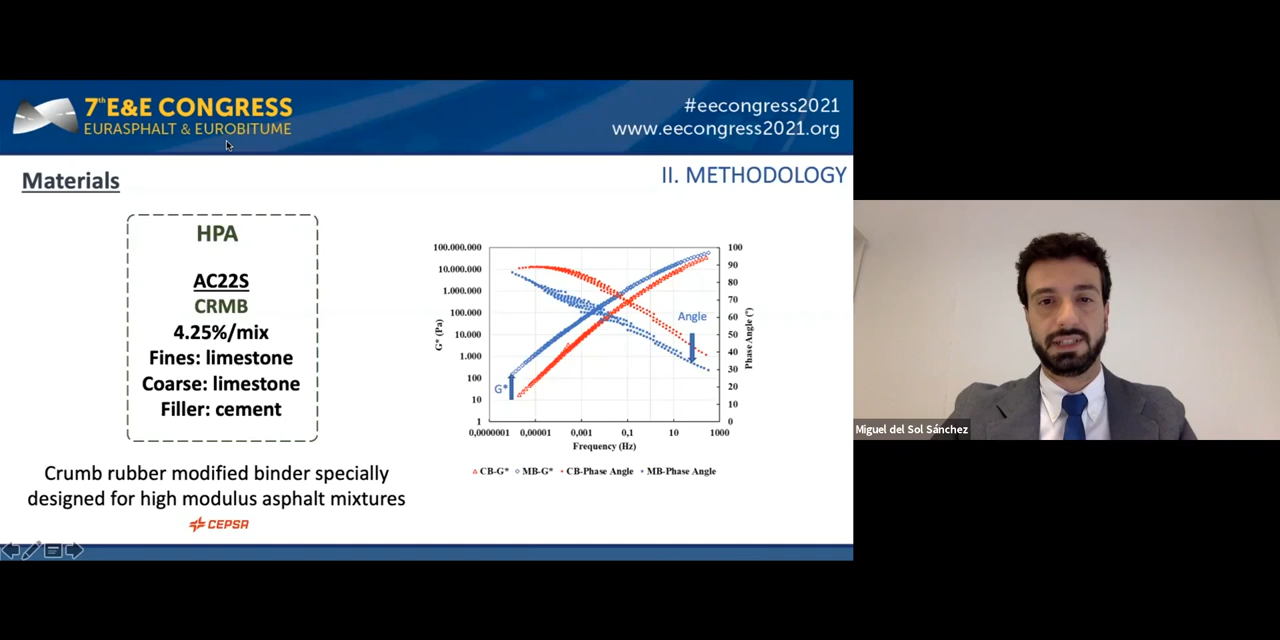 7th E&E CONGRESS
EURASPHALT & EUROBITUME
#eecongress2021
www.eecongress2021.org
Materials
II. METHODOLOGY
HPA
AC22S
CRMB
4.25%/mix
Fines: limestone
Coarse: limestone
Filler: cement
Crumb rubber modified binder specially
designed for high modulus asphalt mixtures
CEPSA
100.000.000
10.000.000
1.000.000
100.000
10.000
1.000
100
10
1
G* (Pa)
0,0000001
0,00001
0,001
0,1
10
1000
Frequency (Hz)
100
90
80
70
60
50
40
30
20
10
0
Phase Angle (°)
Angle
G*
CB-G* MB-G* CB-Phase Angle MB-Phase Angle
Miguel del Sol Sánchez